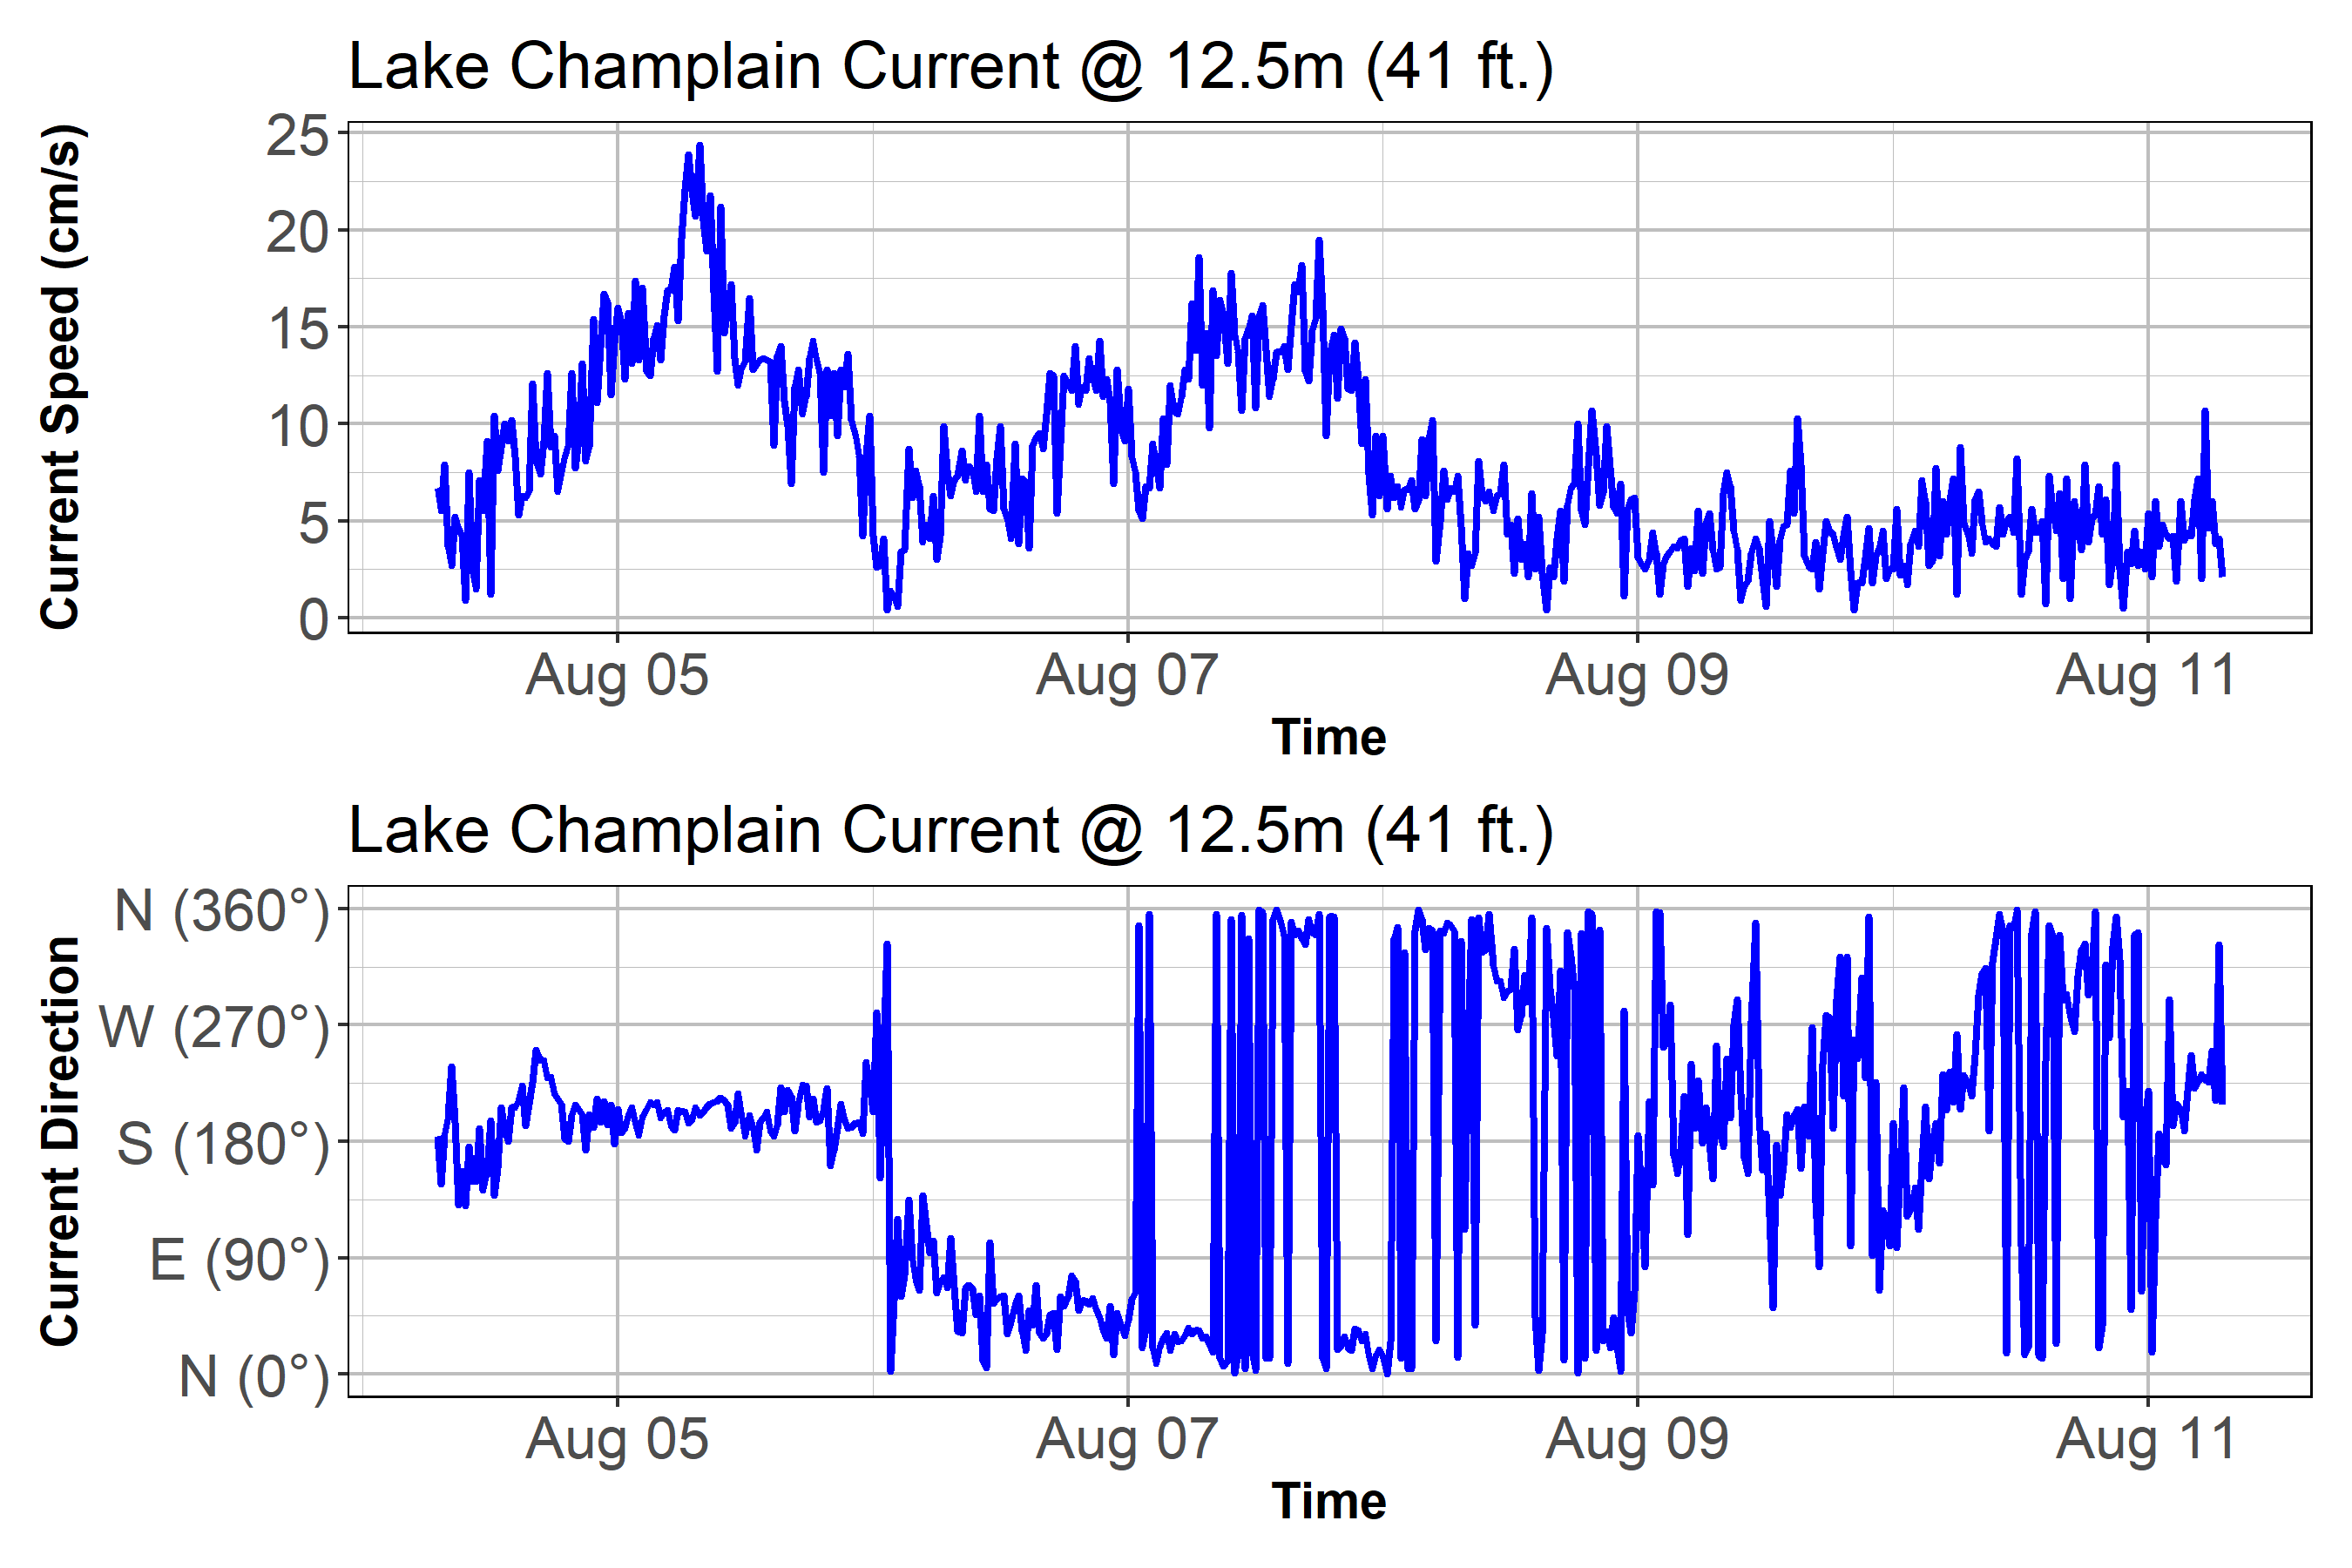 Lake Champlain Current @ 12.5m (41 ft.)
Current Speed (cm/s)
25
20
15
10
5
0
Aug 05 Aug 07 Aug 09 Aug 11
Time
Lake Champlain Current @ 12.5m (41 ft.)
Current Direction
N (360°)
W (270°)
S (180°)
E (90°)
N (0°)
Aug 05 Aug 07 Aug 09 Aug 11
Time